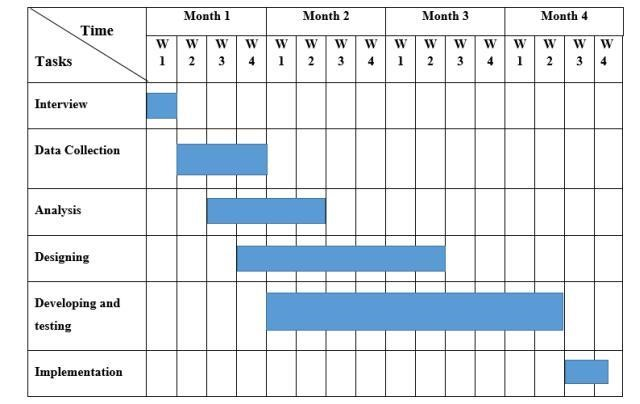 Time
Tasks
Month 1 Month 2 Month 3 Month 4
W W W W W W W W W W W W W W W W
1 2 3 4 1 2 3 4 1 2 3 4 1 2 3 4
Interview
Data Collection
Analysis
Designing
Developing and
testing
Implementation